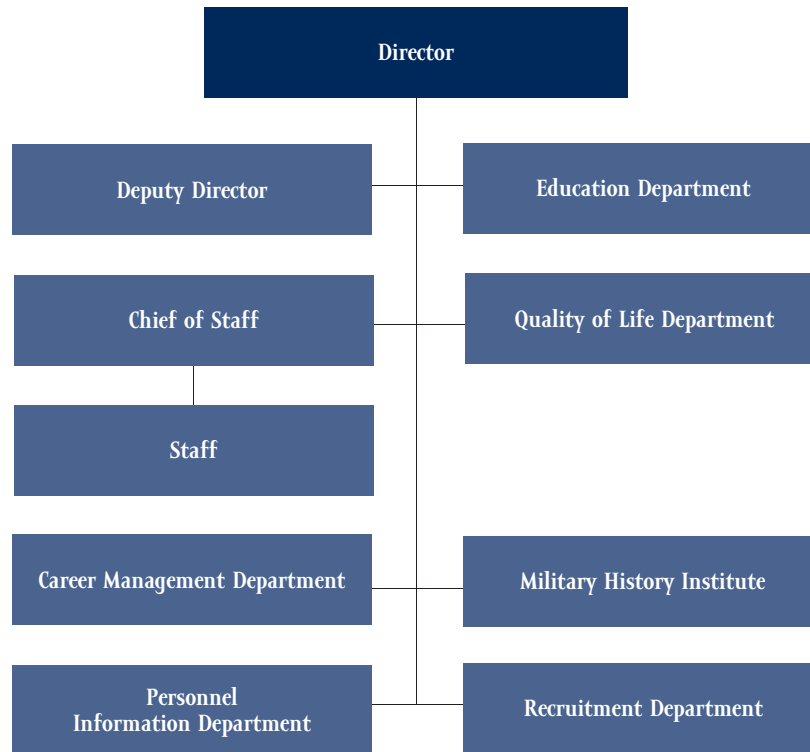 Director
Deputy Director
Education Department
Chief of Staff
Quality of Life Department
Staff
Career Management Department
Military History Institute
Personnel
Information Department
Recruitment Department